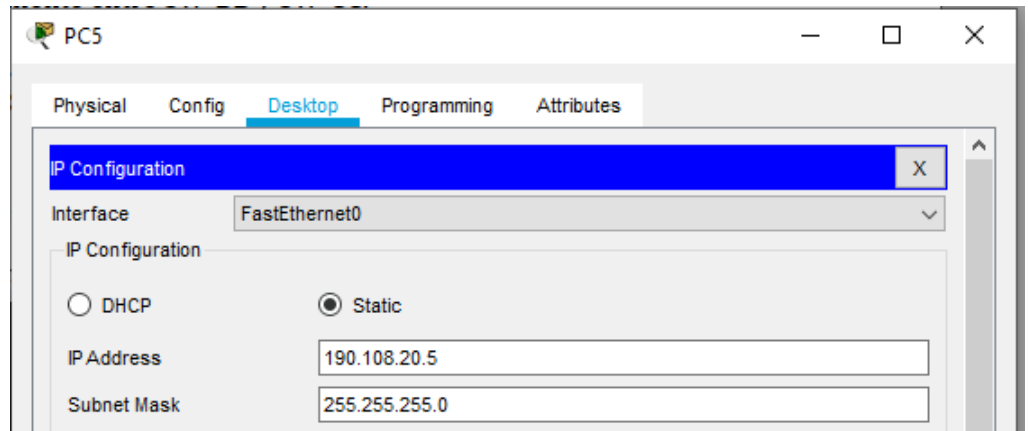 PC5
Physical Config Desktop Programming Attributes
IP Configuration X
Interface FastEthernet0
IP Configuration
DHCP Static
IP Address 190.108.20.5
Subnet Mask 255.255.255.0